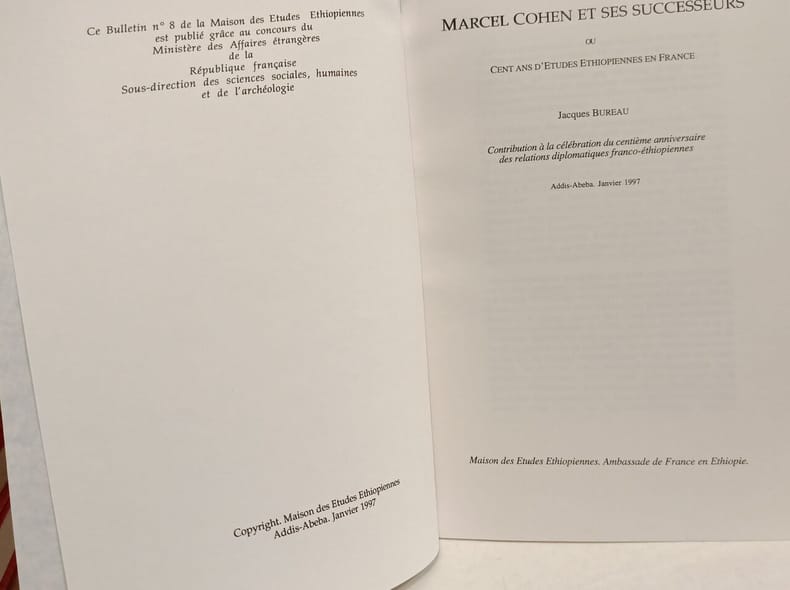 Ce Bulletin n° 8 de la Maison des Etudes Ethiopiennes
est publié grâce au concours du
Ministère des Affaires étrangères
de la
République française
Sous-direction des sciences sociales, humaines
et de l'archéologie
Copyright. Maison des Etudes Ethiopiennes
Addis-Abeba. Janvier 1997
MARCEL COHEN ET SES SUCCESSEURS
OU
CENT ANS D'ETUDES ETHIOPIENNES EN FRANCE
Jacques BUREAU
Contribution à la célébration du centième anniversaire
des relations diplomatiques franco-éthiopiennes
Addis-Abeba. Janvier 1997
Maison des Etudes Ethiopiennes. Ambassade de France en Ethiopie.